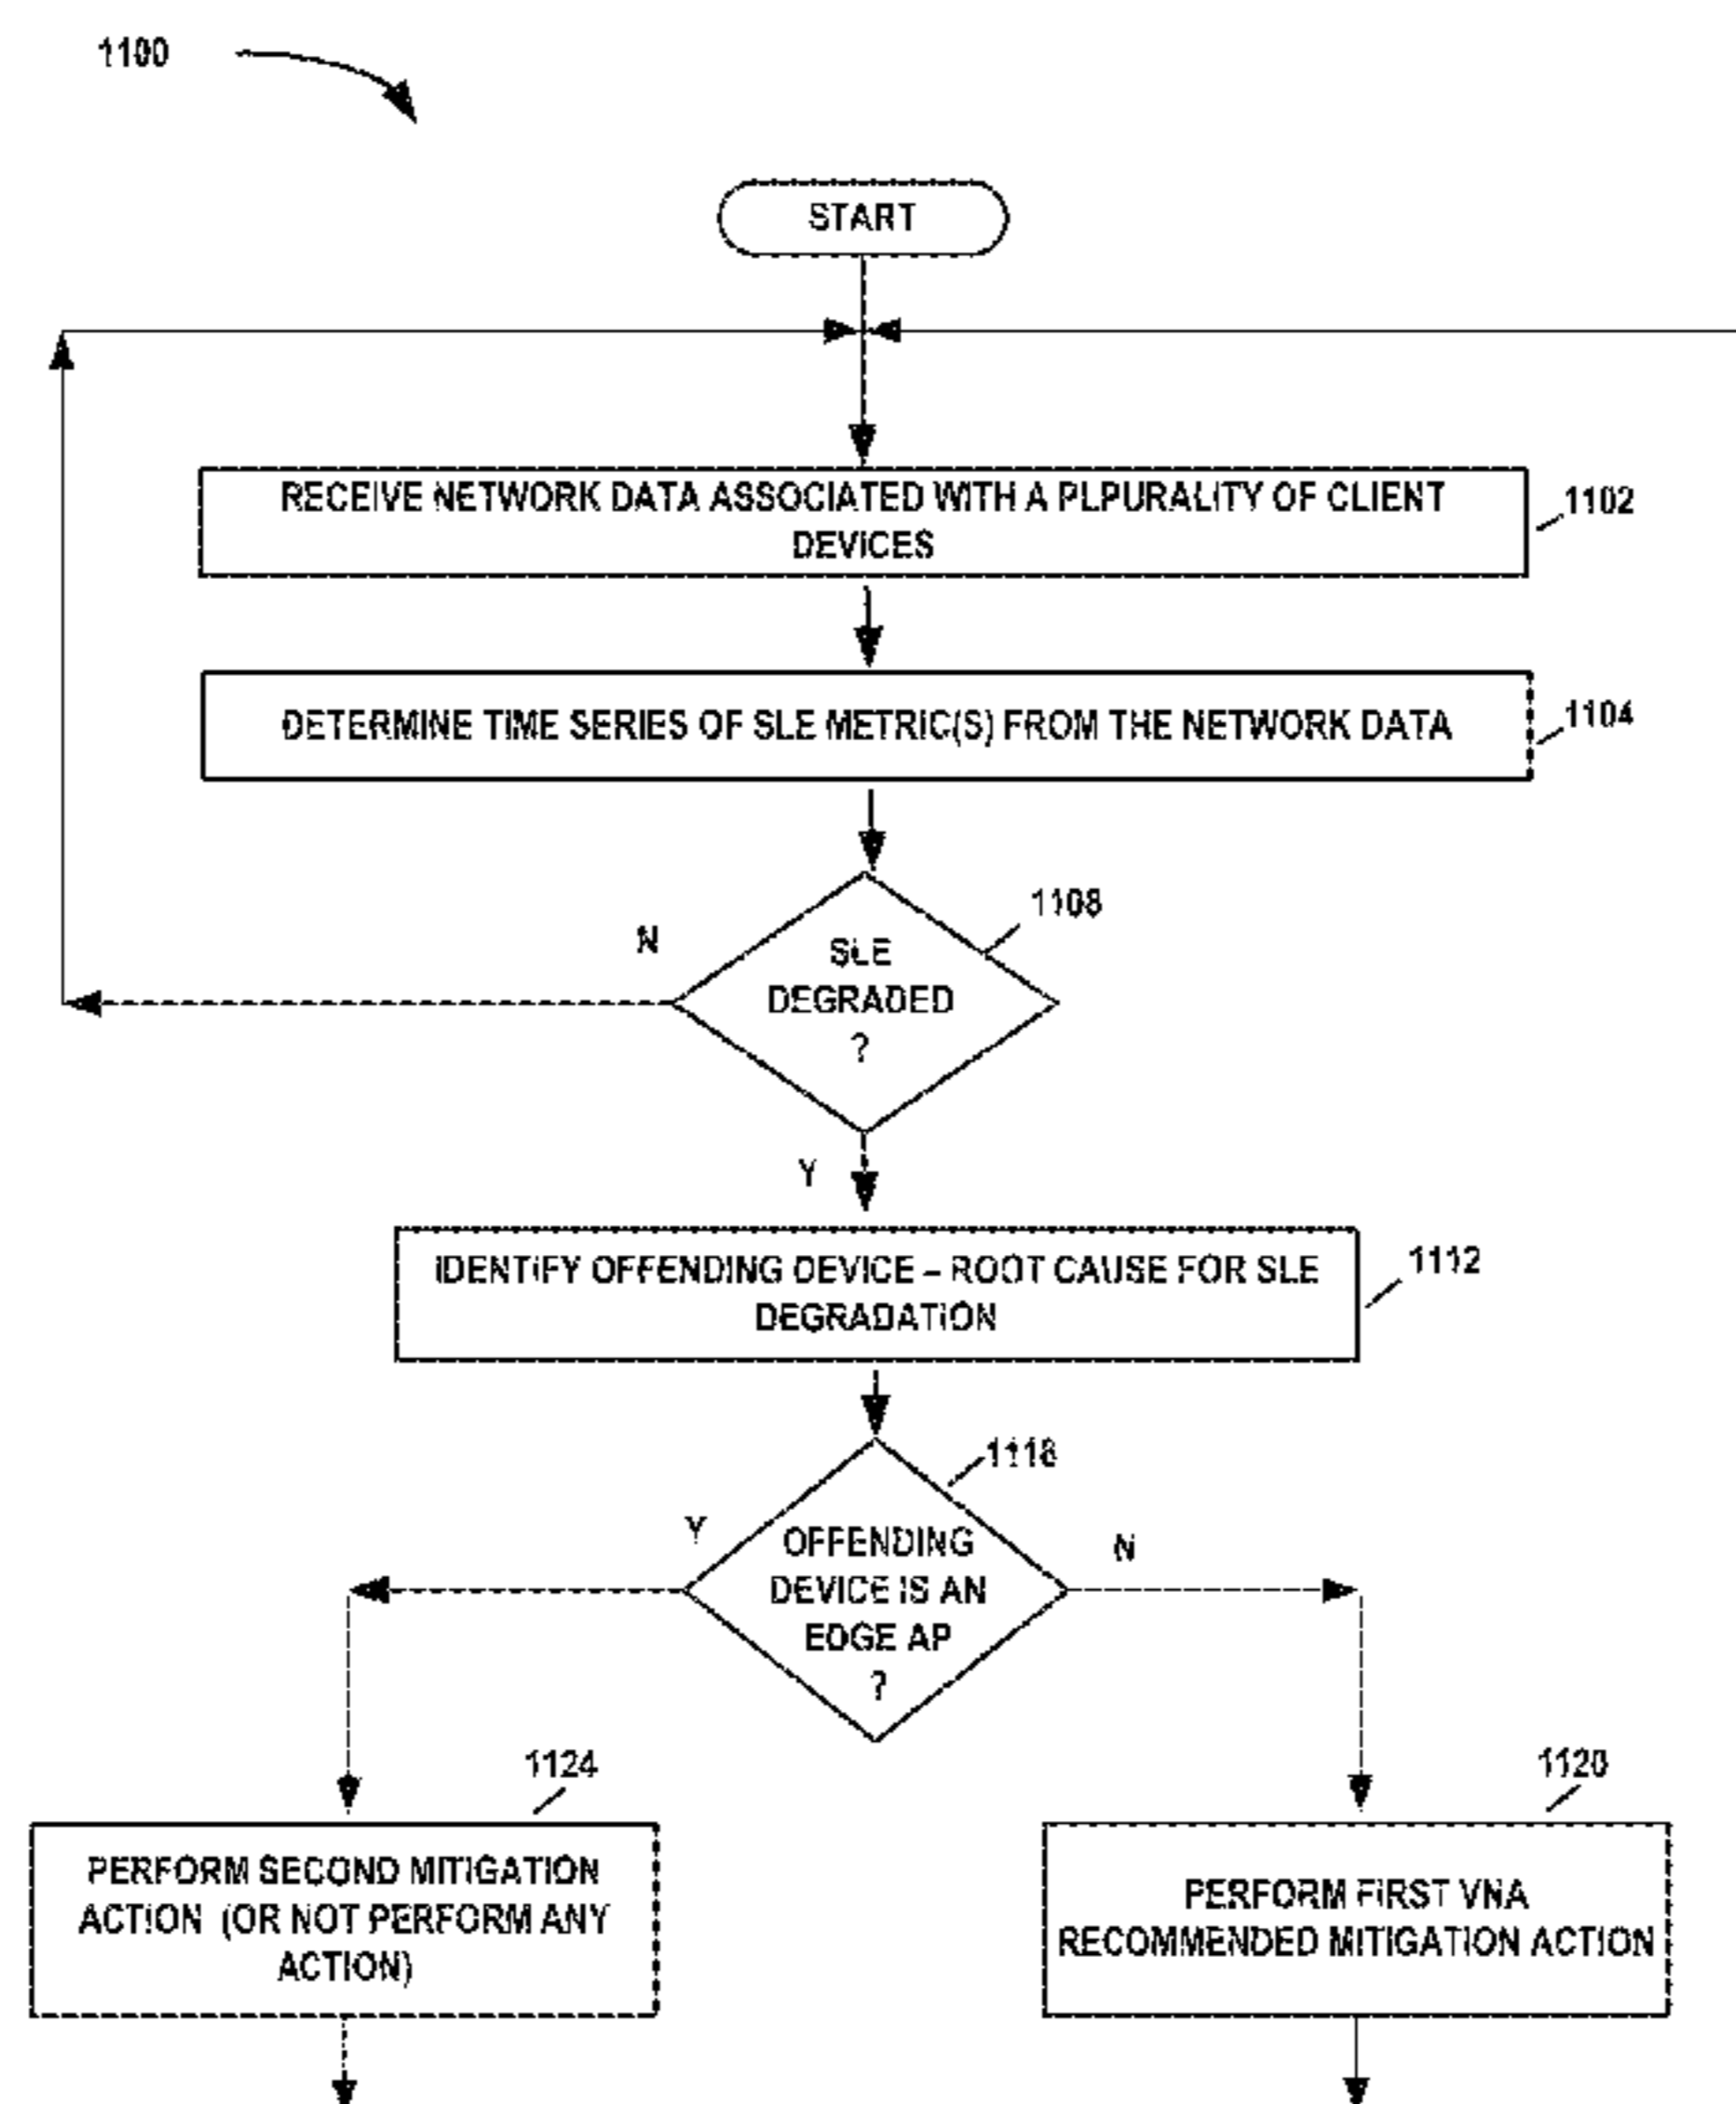 1100
START
RECEIVE NETWORK DATA ASSOCIATED WITH A PLPURALITY OF CLIENT
DEVICES
1102
DETERMINE TIME SERIES OF SLE METRIC(S) FROM THE NETWORK DATA
1104
1108
N
SLE
DEGRADED
?
Y
IDENTIFY OFFENDING DEVICE – ROOT CAUSE FOR SLE
DEGRADATION
1112
1118
Y
OFFENDING
DEVICE IS AN
EDGE AP
?
N
1124
PERFORM SECOND MITIGATION
ACTION (OR NOT PERFORM ANY
ACTION)
1120
PERFORM FIRST VNA
RECOMMENDED MITIGATION ACTION